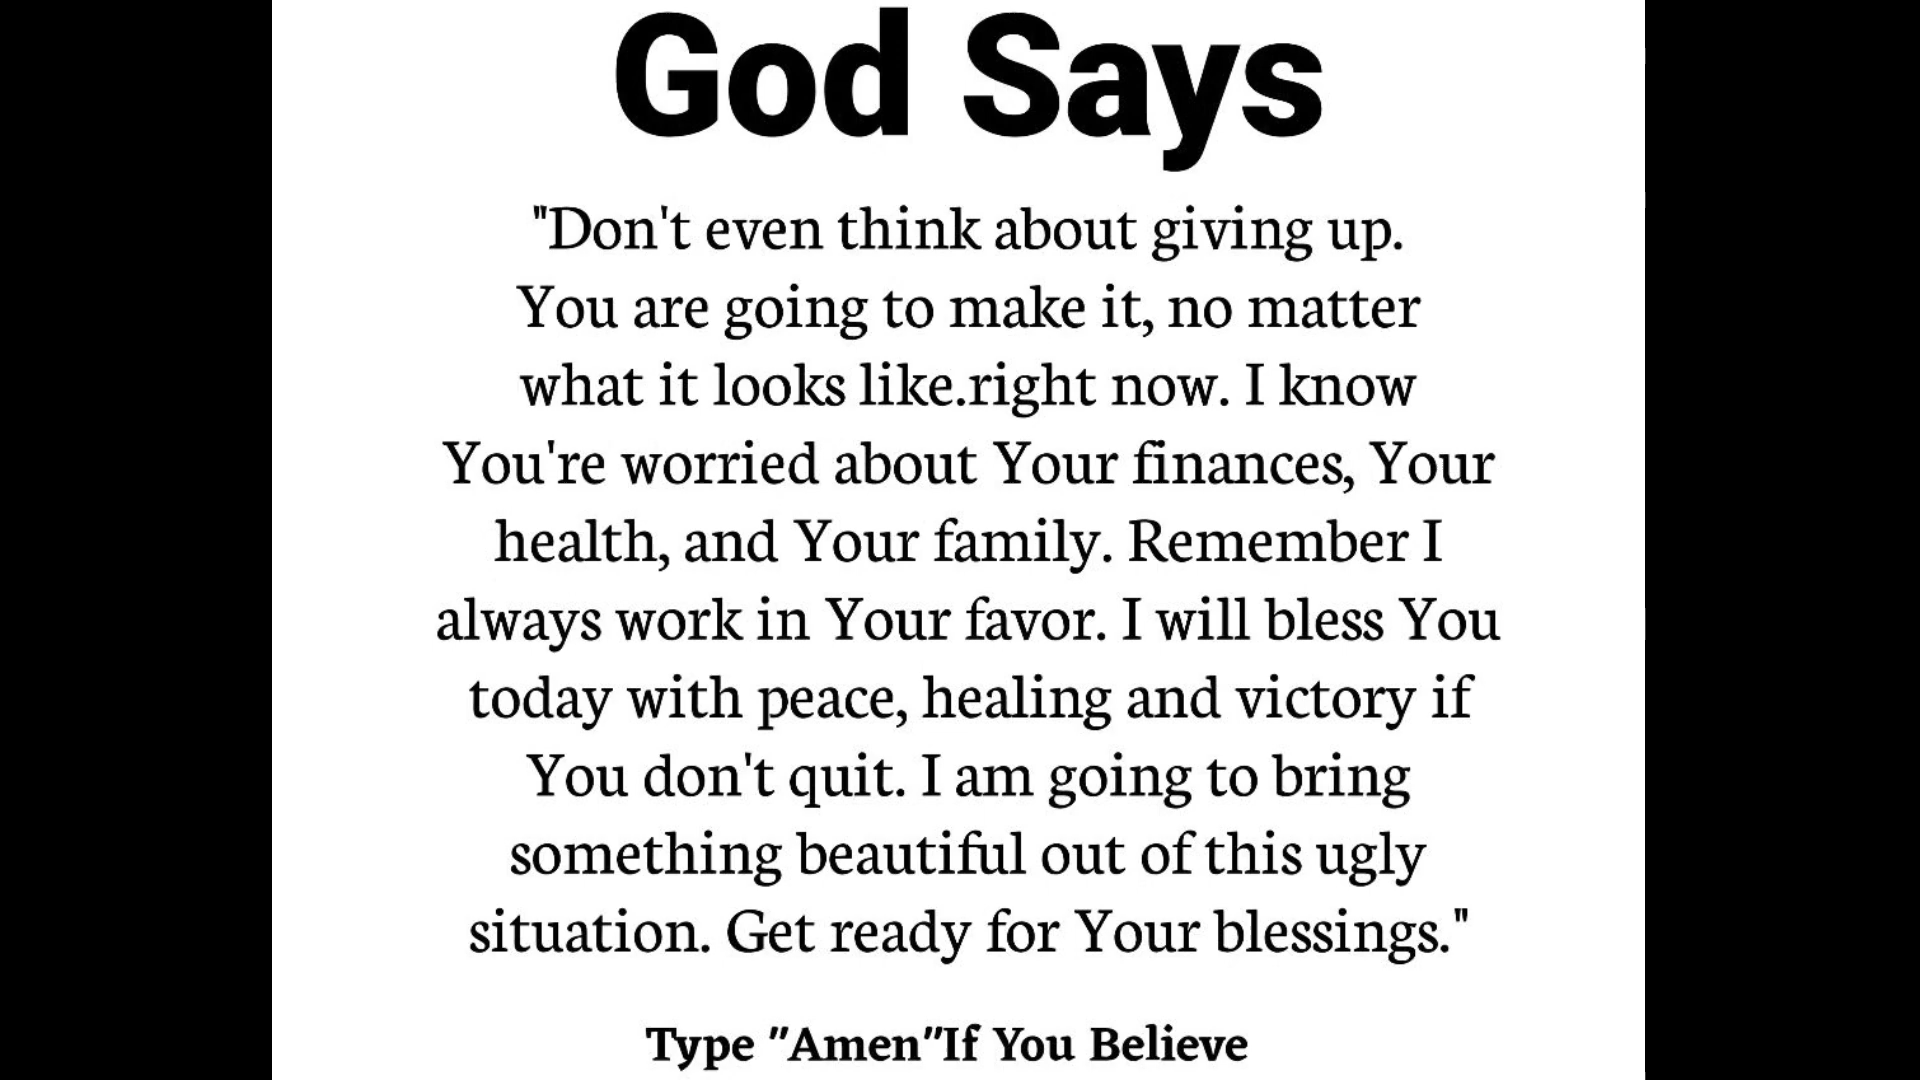 God Says
"Don't even think about giving up.
You are going to make it, no matter
what it looks like.right now. I know
You're worried about Your finances, Your
health, and Your family. Remember I
always work in Your favor. I will bless You
today with peace, healing and victory if
You don't quit. I am going to bring
something beautiful out of this ugly
situation. Get ready for Your blessings."
Type "Amen"If You Believe